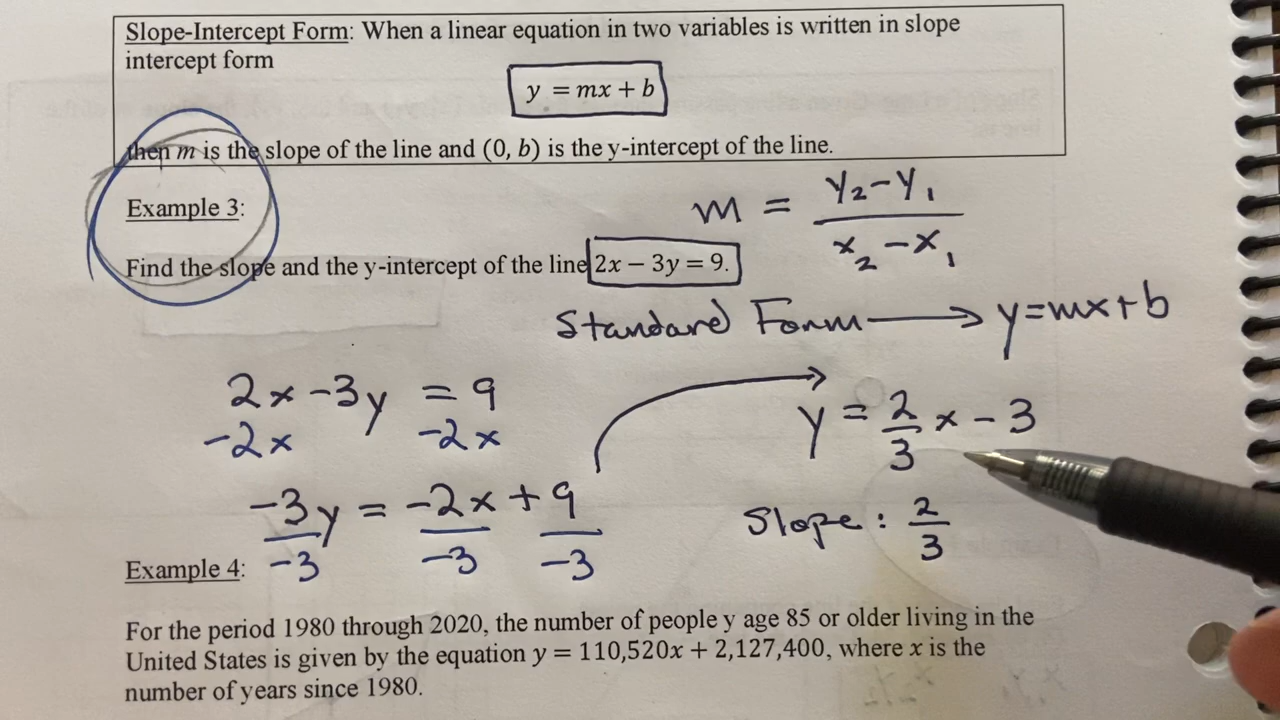 Slope-Intercept Form: When a linear equation in two variables is written in slope
intercept form
y = mx + b
then m is the slope of the line and (0, b) is the y-intercept of the line.
Example 3:
m = y₂ - y₁ / x₂ - x₁
Find the slope and the y-intercept of the line 2x − 3y = 9.
Standard Form → y=mx+b
2x -3y = 9
-2x -2x
-3y = -2x + 9
-3 -3 -3
y = 2/3 x - 3
Slope: 2/3
Example 4:
For the period 1980 through 2020, the number of people y age 85 or older living in the
United States is given by the equation y = 110,520x + 2,127,400, where x is the
number of years since 1980.